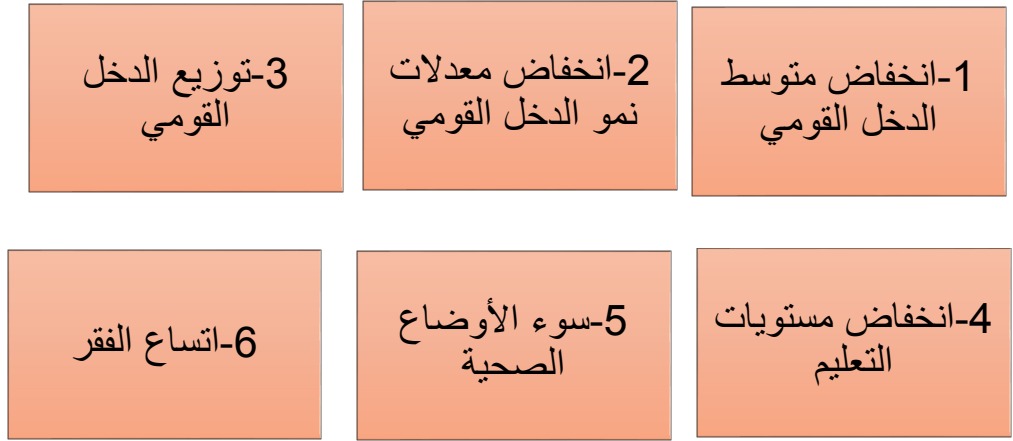 1-انخفاض متوسط
الدخل القومي
2-انخفاض معدلات
نمو الدخل القومي
3-توزيع الدخل
القومي
4-انخفاض مستويات
التعليم
5-سوء الأوضاع
الصحية
6-اتساع الفقر